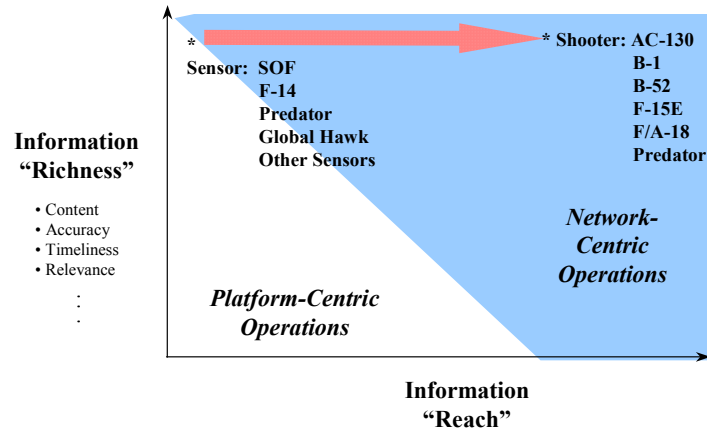 * Shooter: AC-130
B-1
B-52
F-15E
F/A-18
Predator
*
Sensor: SOF
F-14
Predator
Global Hawk
Other Sensors
Information
“Richness”
• Content
• Accuracy
• Timeliness
• Relevance
.
.
.
Network-
Centric
Operations
Platform-Centric
Operations
Information
“Reach”